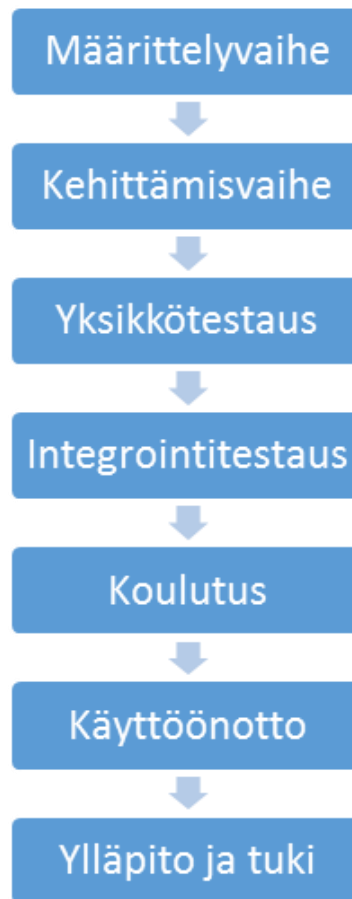 Määrittelyvaihe
Kehittämisvaihe
Yksikkötestaus
Integrointitestaus
Koulutus
Käyttöönotto
Ylläpito ja tuki